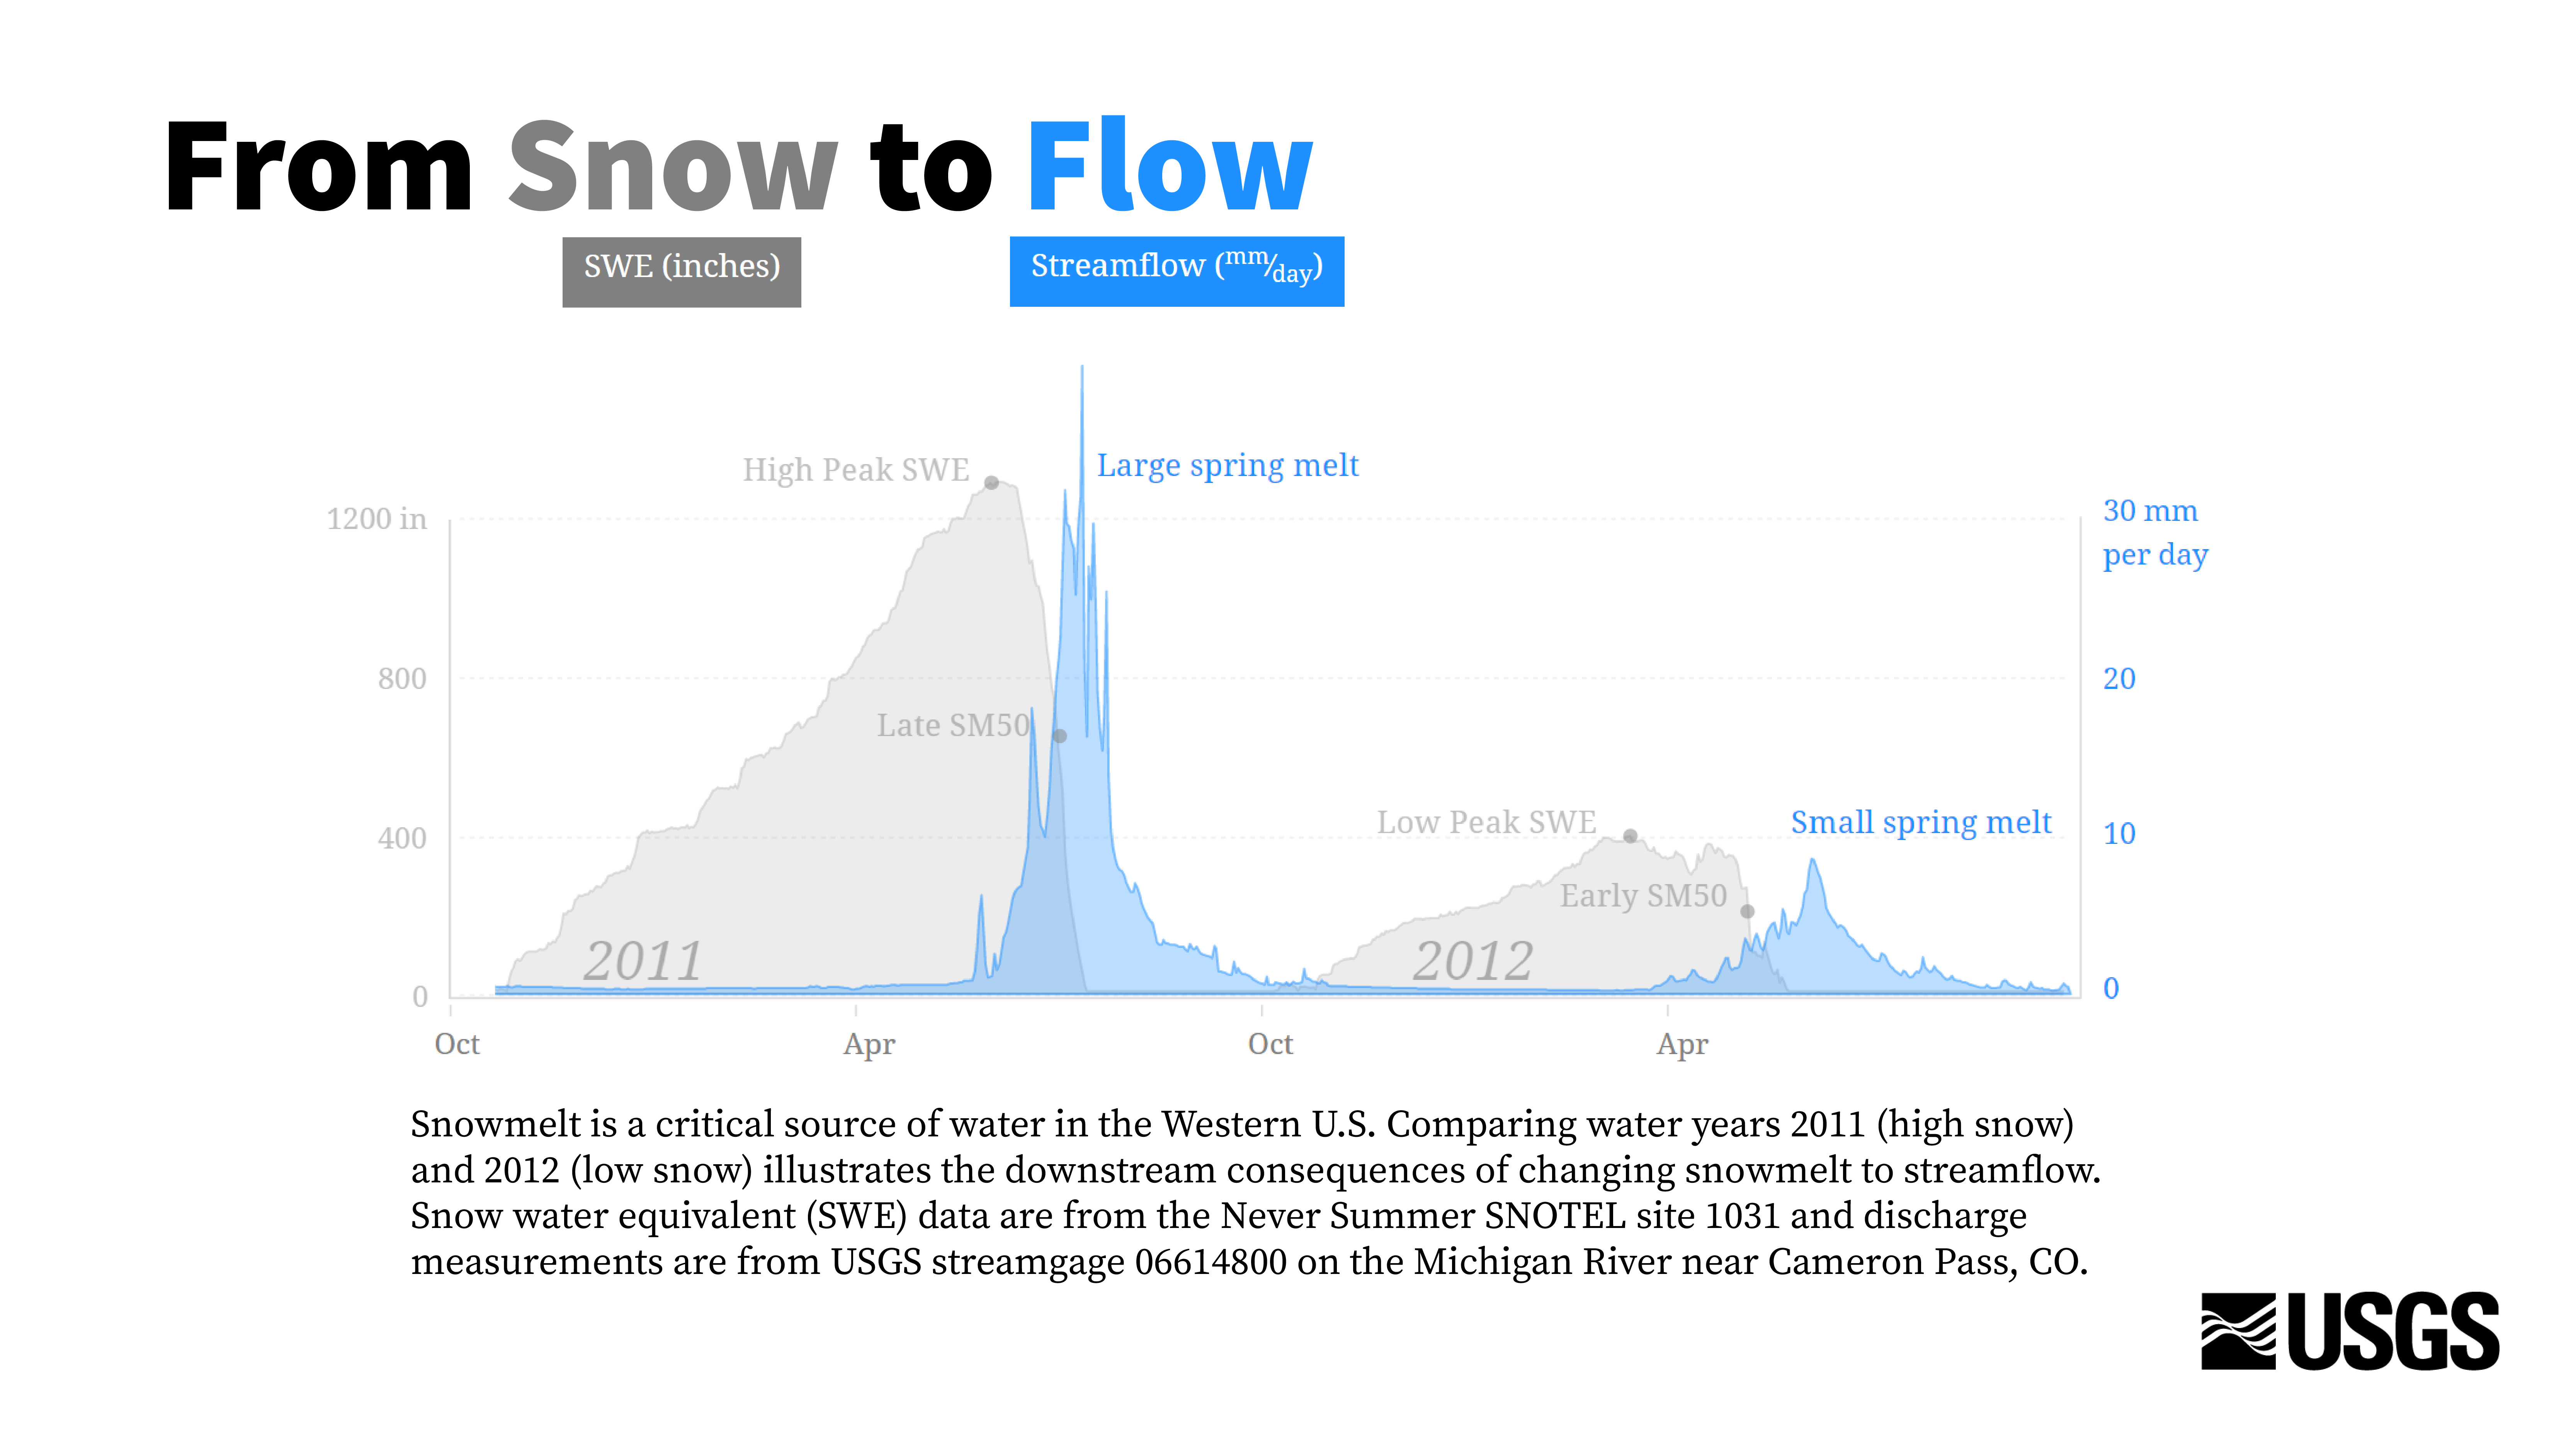 From Snow to Flow
SWE (inches)
Streamflow (mm/day)
High Peak SWE
Large spring melt
1200 in
30 mm
per day
800
20
Late SM50
400
Low Peak SWE
Small spring melt
10
Early SM50
2011
2012
0
0
Oct
Apr
Oct
Apr
Snowmelt is a critical source of water in the Western U.S. Comparing water years 2011 (high snow)
and 2012 (low snow) illustrates the downstream consequences of changing snowmelt to streamflow.
Snow water equivalent (SWE) data are from the Never Summer SNOTEL site 1031 and discharge
measurements are from USGS streamgage 06614800 on the Michigan River near Cameron Pass, CO.
USGS